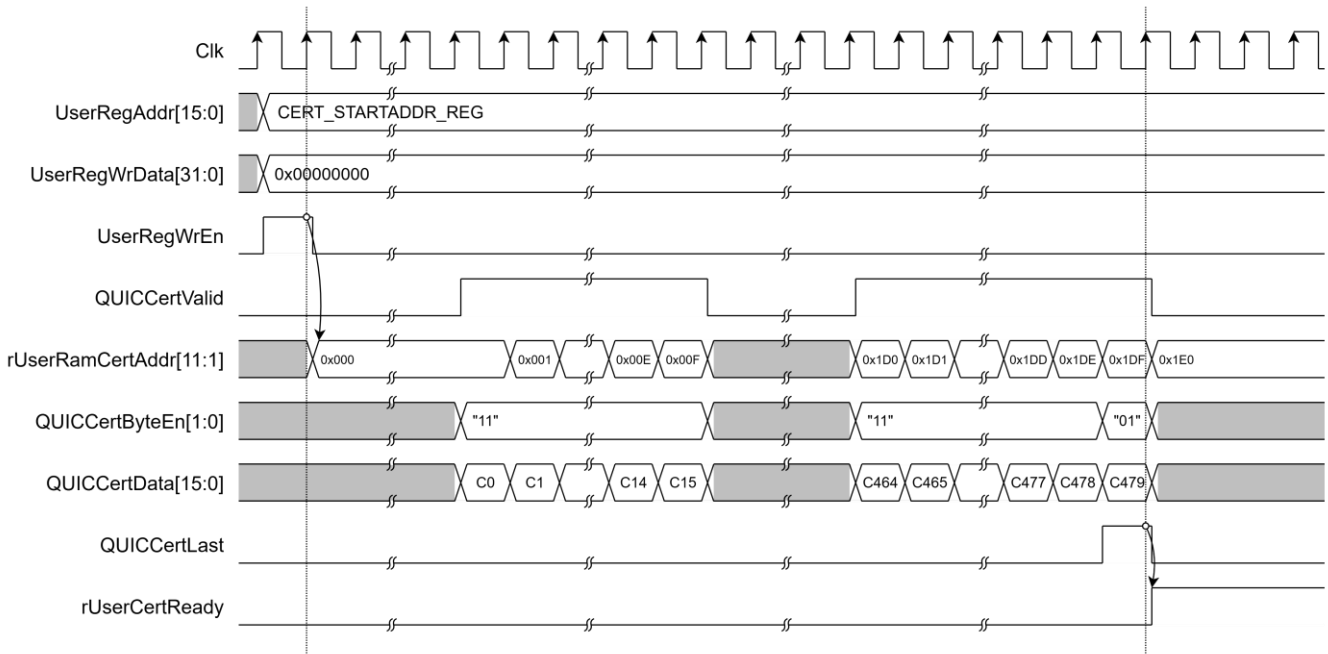 Clk
UserRegAddr[15:0] CERT_STARTADDR_REG
UserRegWrData[31:0] 0x00000000
UserRegWrEn
QUICCertValid
rUserRamCertAddr[11:1] 0x000 0x001 0x00E 0x00F 0x1D0 0x1D1 0x1DD 0x1DE 0x1DF 0x1E0
QUICCertByteEn[1:0] "11" "11" "01"
QUICCertData[15:0] C0 C1 C14 C15 C464 C465 C477 C478 C479
QUICCertLast
rUserCertReady